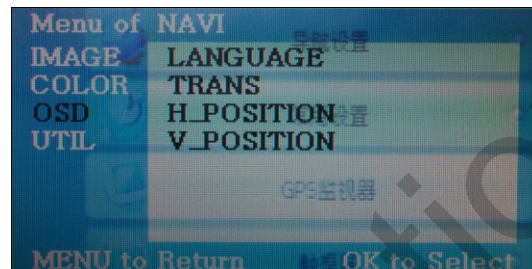 Menu of NAVI
IMAGE LANGUAGE
COLOR TRANS
OSD H_POSITION
UTIL V_POSITION
GPS监视器
MENU to Return OK to Select